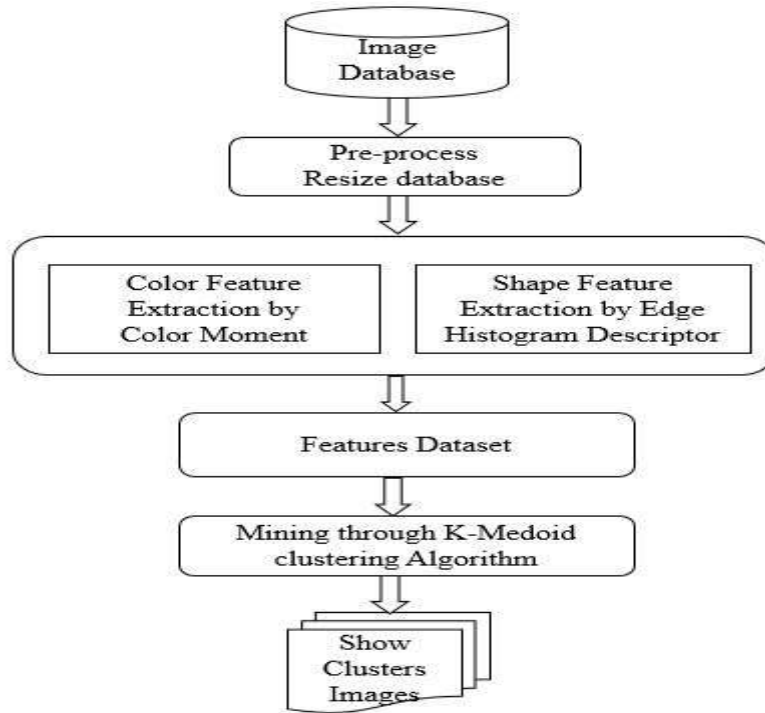 Image
Database
Pre-process
Resize database
Color Feature
Extraction by
Color Moment
Shape Feature
Extraction by Edge
Histogram Descriptor
Features Dataset
Mining through K-Medoid
clustering Algorithm
Show
Clusters
Images